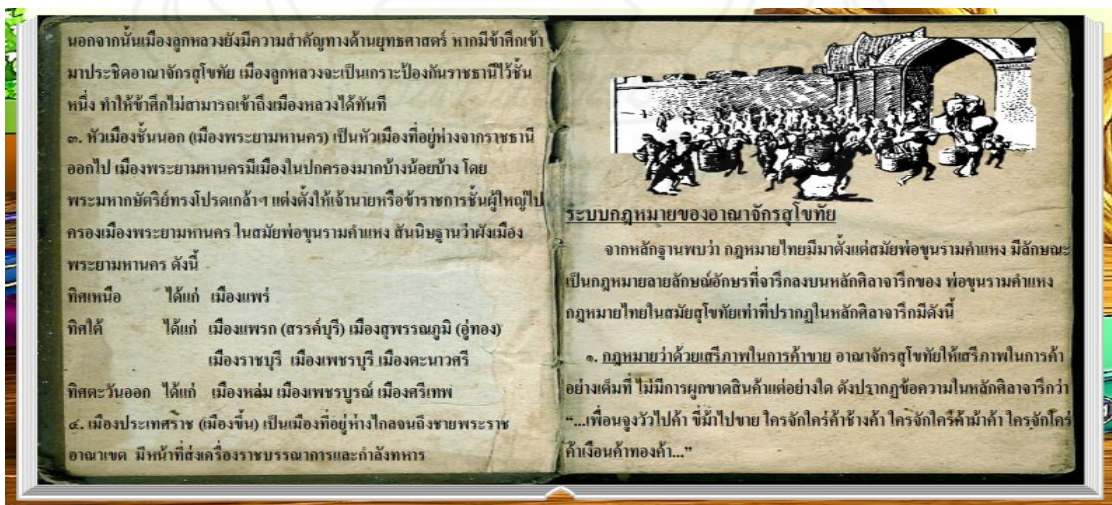 นอกจากนั้นเมืองลูกหลวงยังมีความสำคัญทางด้านยุทธศาสตร์ หากมีข้าศึกเข้า
มาประชิดอาณาจักรสุโขทัย เมืองลูกหลวงจะเป็นเกราะป้องกันราชธานีไว้ชั้น
หนึ่ง ทำให้ข้าศึกไม่สามารถเข้าถึงเมืองหลวงได้ทันที
๓. หัวเมืองชั้นนอก (เมืองพระยามหานคร) เป็นหัวเมืองที่อยู่ห่างจากราชธานี
ออกไป เมืองพระยามหานครมีเมืองในปกครองมากบ้างน้อยบ้าง โดย
พระมหากษัตริย์ทรงโปรดเกล้าฯ แต่งตั้งให้เจ้านายหรือข้าราชการชั้นผู้ใหญ่ไป
ครองเมืองพระยามหานคร ในสมัยพ่อขุนรามคำแหง สันนิษฐานว่าผังเมือง
พระยามหานคร ดังนี้
ทิศเหนือ ได้แก่ เมืองแพร่
ทิศใต้ ได้แก่ เมืองแพรก (สรรค์บุรี) เมืองสุพรรณภูมิ (อู่ทอง)
เมืองราชบุรี เมืองเพชรบุรี เมืองตะนาวศรี
ทิศตะวันออก ได้แก่ เมืองหล่ม เมืองเพชรบูรณ์ เมืองศรีเทพ
๔. เมืองประเทศราช (เมืองขึ้น) เป็นเมืองที่อยู่ห่างไกลจนถึงชายพระราช
อาณาเขต มีหน้าที่ส่งเครื่องราชบรรณาการและกำลังทหาร
ระบบกฎหมายของอาณาจักรสุโขทัย
จากหลักฐานพบว่า กฎหมายไทยมีมาตั้งแต่สมัยพ่อขุนรามคำแหง มีลักษณะ
เป็นกฎหมายลายลักษณ์อักษรที่จารึกลงบนหลักศิลาจารึกของ พ่อขุนรามคำแหง
กฎหมายไทยในสมัยสุโขทัยเท่าที่ปรากฏในหลักศิลาจารึกมีดังนี้
๑. กฎหมายว่าด้วยเสรีภาพในการค้าขาย อาณาจักรสุโขทัยให้เสรีภาพในการค้า
อย่างเต็มที่ ไม่มีการผูกขาดสินค้าแต่อย่างใด ดังปรากฏข้อความในหลักศิลาจารึกว่า
“...เพื่อนจูงวัวไปค้า ขี่ม้าไปขาย ใครจักใคร่ค้าช้างค้า ใครจักใคร่ค้าม้าค้า ใครจักใคร่
ค้าเงือนค้าทองค้า...”